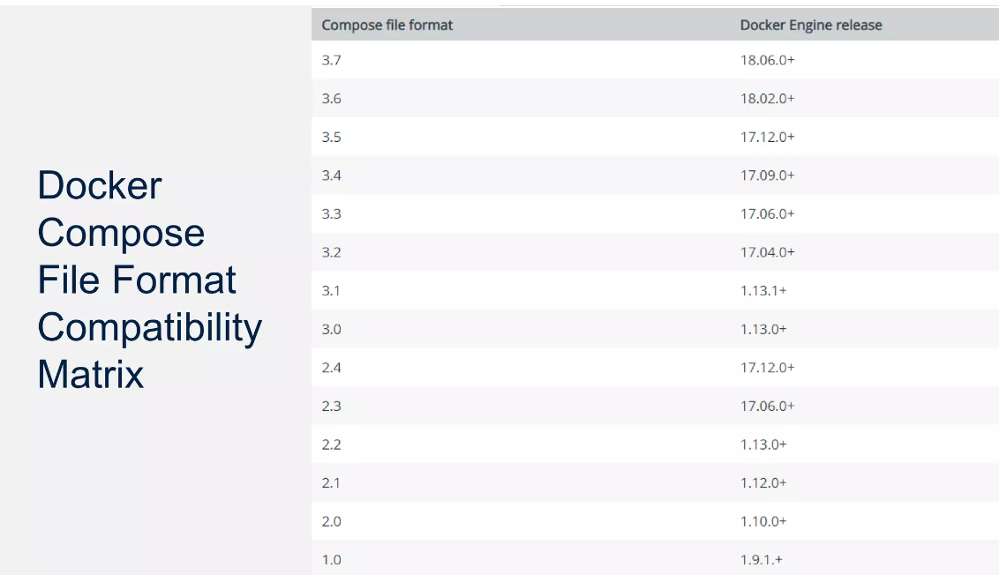 Docker
Compose
File Format
Compatibility
Matrix
Compose file format Docker Engine release
3.7 18.06.0+
3.6 18.02.0+
3.5 17.12.0+
3.4 17.09.0+
3.3 17.06.0+
3.2 17.04.0+
3.1 1.13.1+
3.0 1.13.0+
2.4 17.12.0+
2.3 17.06.0+
2.2 1.13.0+
2.1 1.12.0+
2.0 1.10.0+
1.0 1.9.1.+